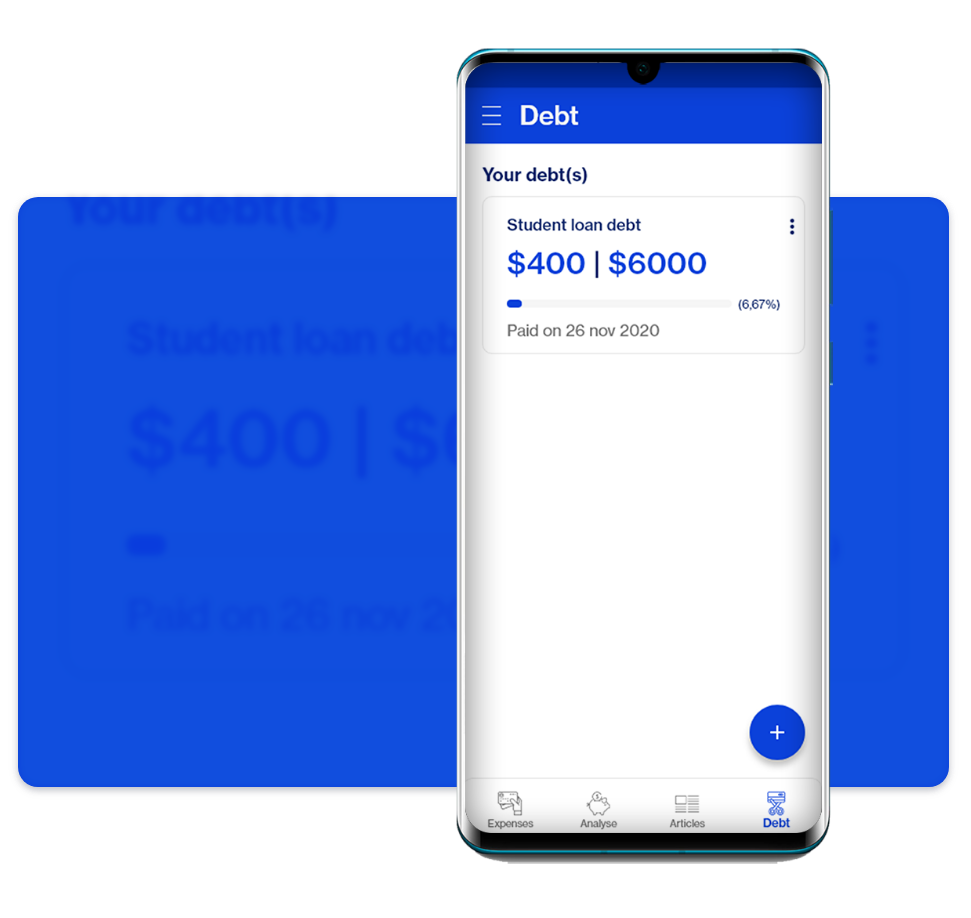 Debt
Your debt(s)
Student loan debt
$400 | $6000
(6,67%)
Paid on 26 nov 2020
+
Expenses
Analyse
Articles
Debt
Your debt(s)
Student loan deb
$400 | $6
Paid on 26 nov 20